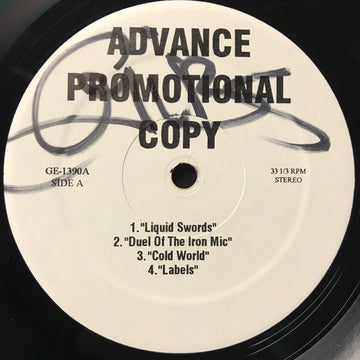 ADVANCE
PROMOTIONAL
COPY
GE-1390A
SIDE A
33 1/3 RPM
STEREO
1."Liquid Swords"
2."Duel Of The Iron Mic"
3."Cold World"
4."Labels"